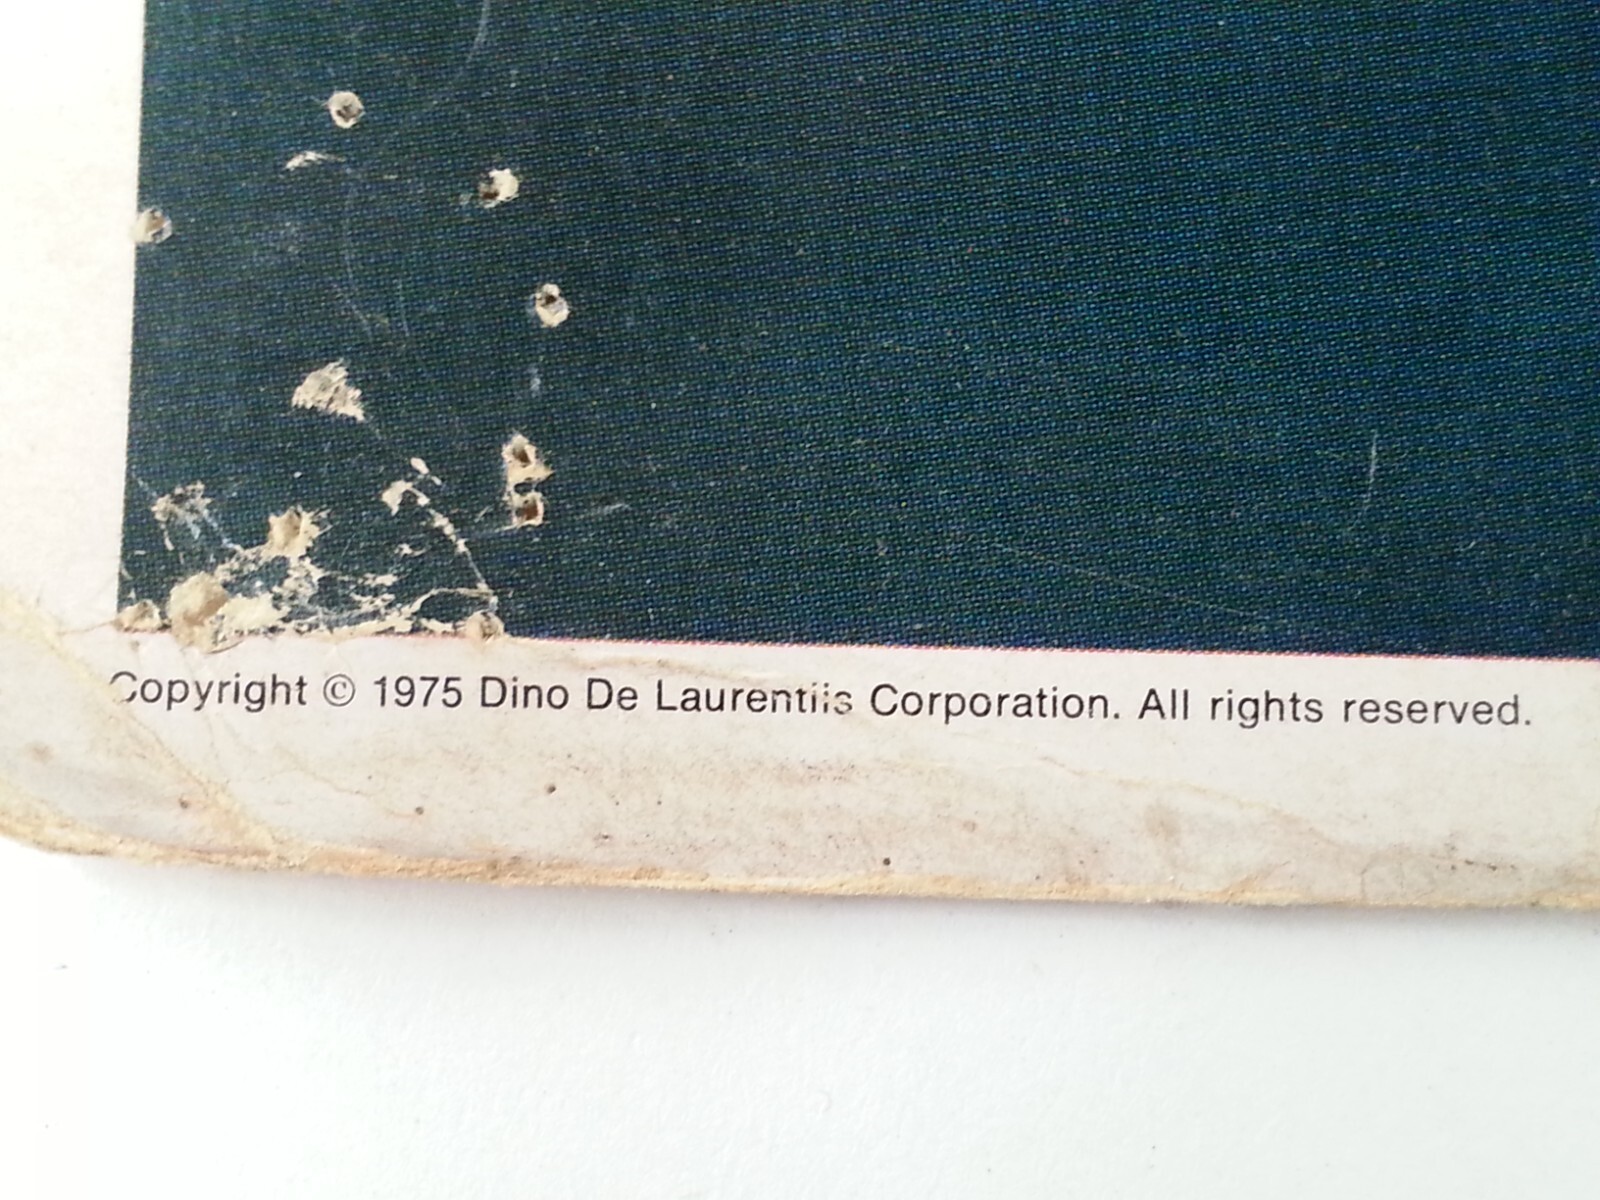 Copyright © 1975 Dino De Laurentiis Corporation. All rights reserved.